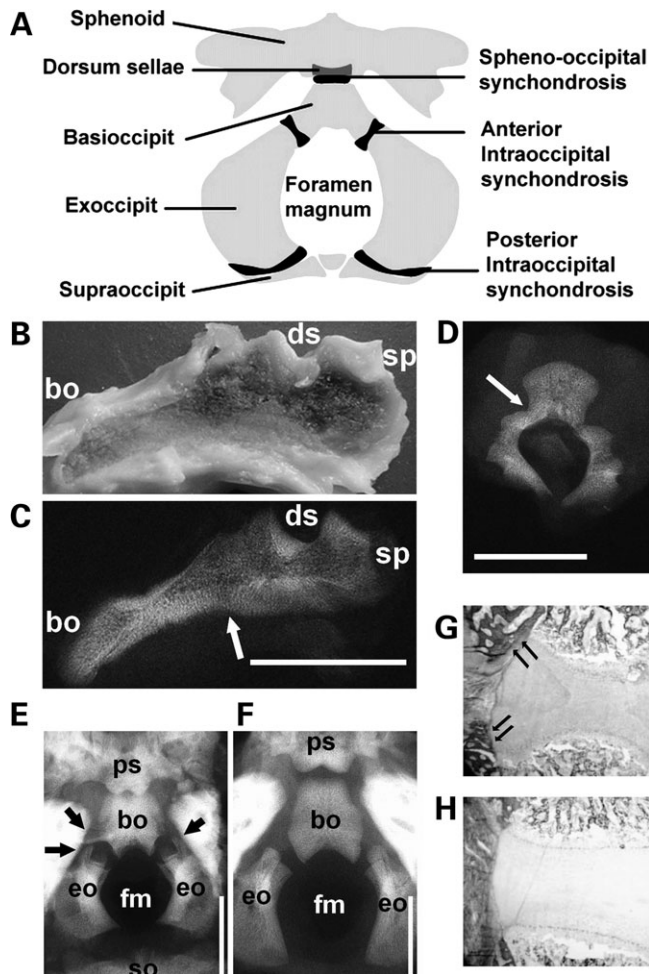 A
Sphenoid
Dorsum sellae
Spheno-occipital
synchondrosis
Basioccipit
Anterior
Intraoccipital
synchondrosis
Foramen
magnum
Exoccipit
Posterior
Intraoccipital
synchondrosis
Supraoccipit
B
bo
ds
sp
C
bo
ds
sp
D
E
ps
bo
eo
fm
eo
so
F
ps
bo
eo
fm
eo
G
H